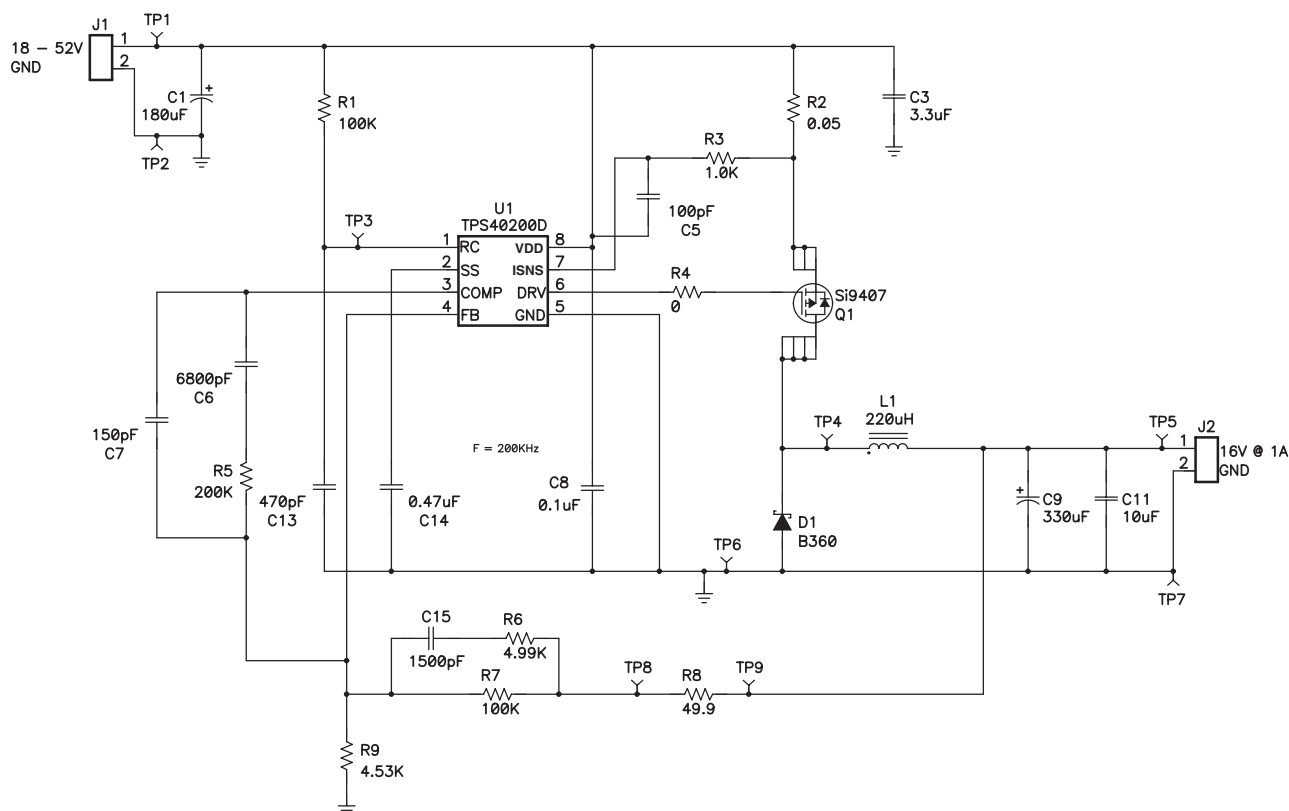 J1
TP1
18 – 52V
1
GND
2
C1
180uF
+
TP2
R1
100K
R2
0.05
C3
3.3uF
R3
1.0K
100pF
C5
TP3
U1
TPS40200D
1 RC VDD 8
2 SS ISNS 7
3 COMP DRV 6
4 FB GND 5
R4
0
Si9407
Q1
6800pF
C6
150pF
C7
R5
200K
470pF
C13
0.47uF
C14
F = 200KHz
C8
0.1uF
TP4
L1
220uH
TP5
J2
1
16V @ 1A
2
GND
D1
B360
+
C9
330uF
C11
10uF
TP6
TP7
C15
1500pF
R6
4.99K
R7
100K
TP8
R8
49.9
TP9
R9
4.53K